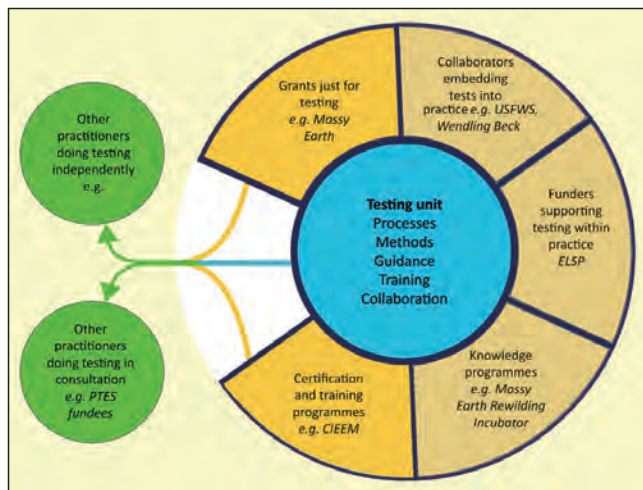 Grants just for
testing
e.g. Mossy
Earth
Collaborators
embedding
tests into
practice e.g. USFWS,
Wendling Beck
Other
practitioners
doing testing
independently
e.g.
Testing unit
Processes
Methods
Guidance
Training
Collaboration
Funders
supporting
testing within
practice
ELSP
Other
practitioners
doing testing in
consultation
e.g. PTES
fundees
Certification
and training
programmes
e.g. CIEEM
Knowledge
programmes
e.g. Mossy
Earth Rewilding
Incubator